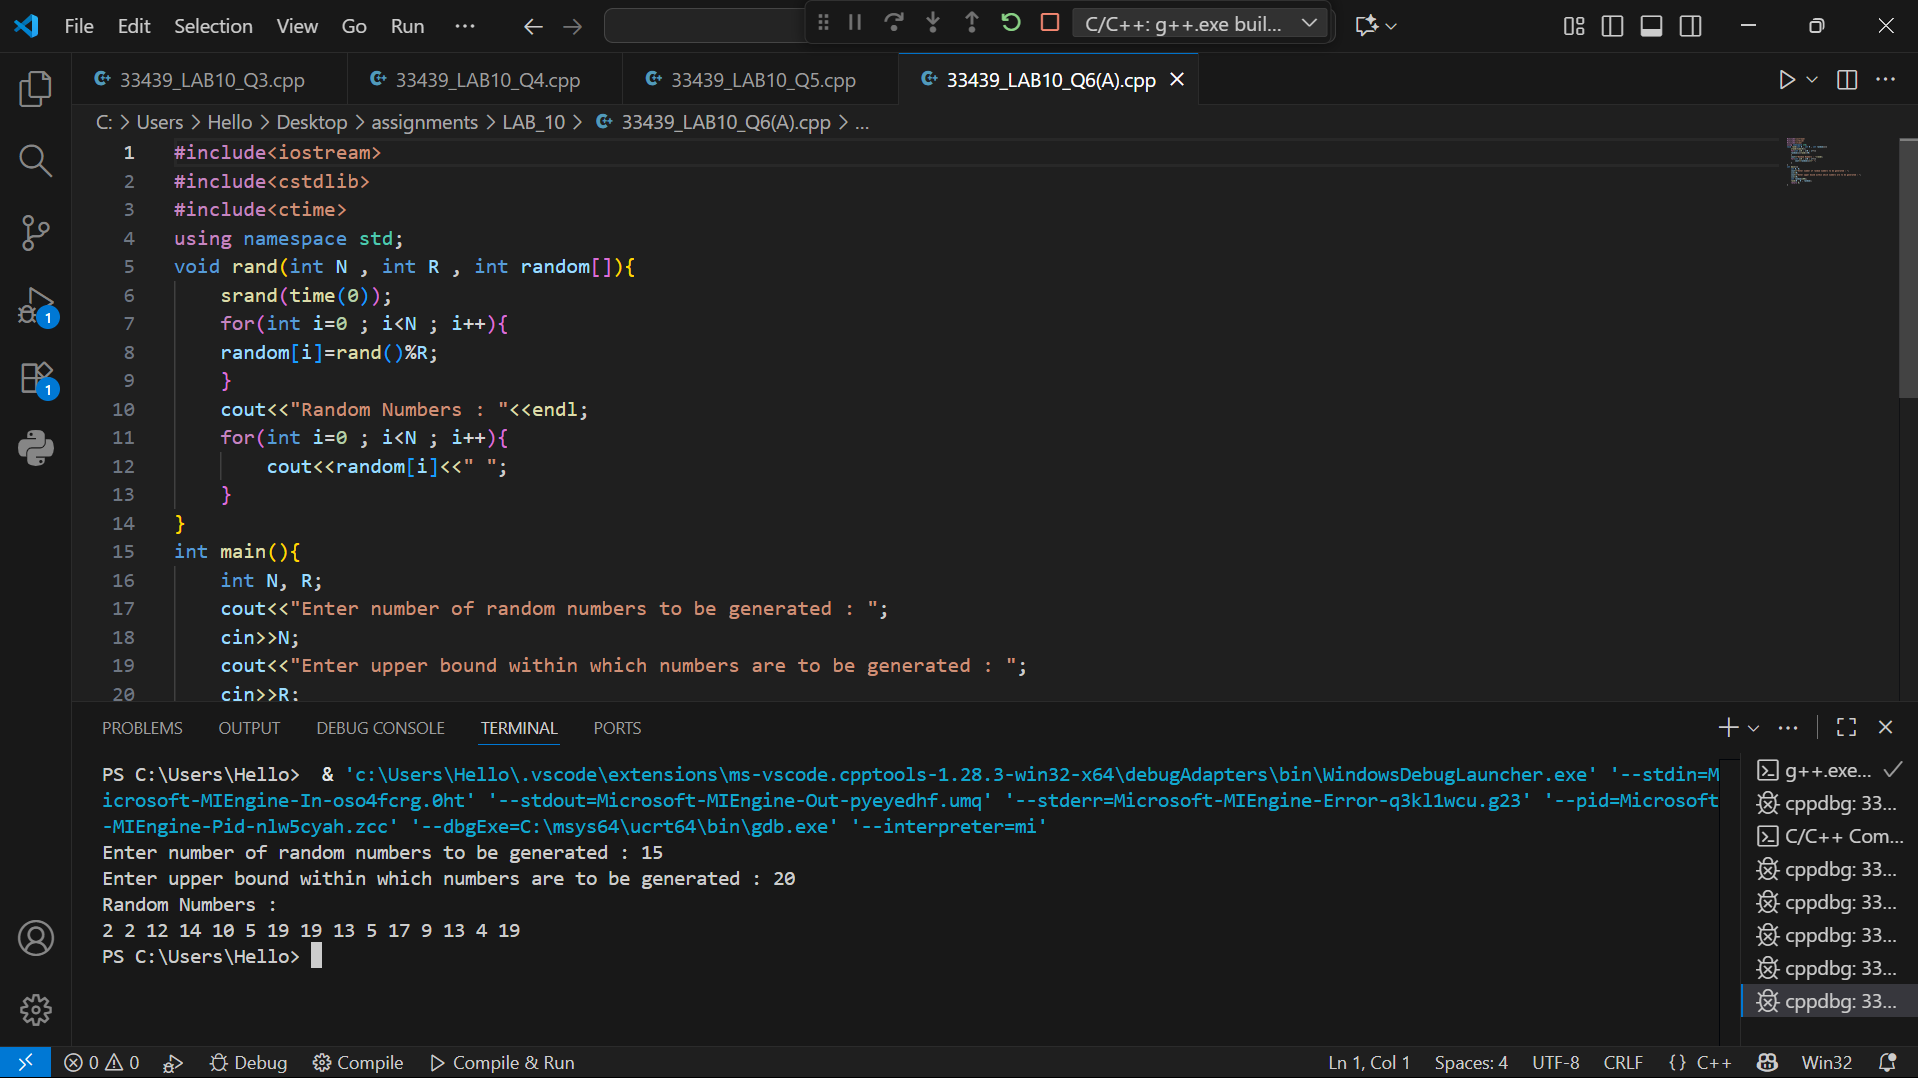 File Edit Selection View Go Run ··· C/C++: g++.exe buil...
33439_LAB10_Q3.cpp 33439_LAB10_Q4.cpp 33439_LAB10_Q5.cpp 33439_LAB10_Q6(A).cpp
C: > Users > Hello > Desktop > assignments > LAB_10 > 33439_LAB10_Q6(A).cpp > ...
1 #include<iostream>
2 #include<cstdlib>
3 #include<ctime>
4 using namespace std;
5 void rand(int N , int R , int random[]){
6     srand(time(0));
7     for(int i=0 ; i<N ; i++){
8     random[i]=rand()%R;
9     }
10     cout<<"Random Numbers : "<<endl;
11     for(int i=0 ; i<N ; i++){
12         cout<<random[i]<<" ";
13     }
14 }
15 int main(){
16     int N, R;
17     cout<<"Enter number of random numbers to be generated : ";
18     cin>>N;
19     cout<<"Enter upper bound within which numbers are to be generated : ";
20     cin>>R;
1
1
PROBLEMS OUTPUT DEBUG CONSOLE TERMINAL PORTS
PS C:\Users\Hello>  & 'c:\Users\Hello\.vscode\extensions\ms-vscode.cpptools-1.28.3-win32-x64\debugAdapters\bin\WindowsDebugLauncher.exe' '--stdin=M
icrosoft-MIEngine-In-oso4fcrg.0ht' '--stdout=Microsoft-MIEngine-Out-pyeyedhf.umq' '--stderr=Microsoft-MIEngine-Error-q3kl1wcu.g23' '--pid=Microsoft
-MIEngine-Pid-nlw5cyah.zcc' '--dbgExe=C:\msys64\ucrt64\bin\gdb.exe' '--interpreter=mi'
Enter number of random numbers to be generated : 15
Enter upper bound within which numbers are to be generated : 20
Random Numbers :
2 2 12 14 10 5 19 19 13 5 17 9 13 4 19
PS C:\Users\Hello>
g++.exe...
cppdbg: 33...
C/C++ Com...
cppdbg: 33...
cppdbg: 33...
cppdbg: 33...
cppdbg: 33...
cppdbg: 33...
0 0 Debug Compile Compile & Run Ln 1, Col 1 Spaces: 4 UTF-8 CRLF {} C++ Win32